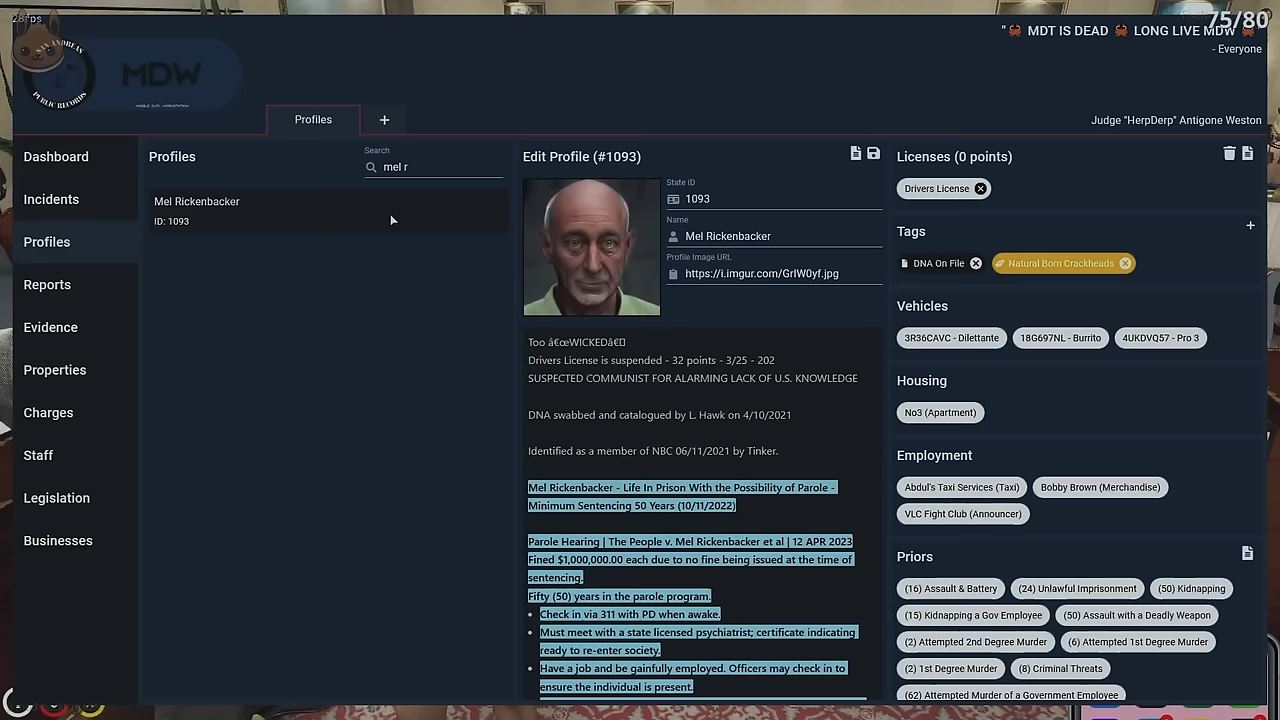 28fps
75/80
" 🦀 MDT IS DEAD 🦀 LONG LIVE MDW 🦀
- Everyone
SAN ANDREAS
PUBLIC RECORDS
MDW
MOBILE DATA WORKSTATION
Profiles
+
Judge "HerpDerp" Antigone Weston
Dashboard
Incidents
Profiles
Reports
Evidence
Properties
Charges
Staff
Legislation
Businesses
Profiles
Search
mel r
Mel Rickenbacker
ID: 1093
Edit Profile (#1093)
State ID
1093
Name
Mel Rickenbacker
Profile Image URL
https://i.imgur.com/GrIW0yf.jpg
Too â€œWICKEDâ€
Drivers License is suspended - 32 points - 3/25 - 202
SUSPECTED COMMUNIST FOR ALARMING LACK OF U.S. KNOWLEDGE
DNA swabbed and catalogued by L. Hawk on 4/10/2021
Identified as a member of NBC 06/11/2021 by Tinker.
Mel Rickenbacker - Life In Prison With the Possibility of Parole -
Minimum Sentencing 50 Years (10/11/2022)
Parole Hearing | The People v. Mel Rickenbacker et al | 12 APR 2023
Fined $1,000,000.00 each due to no fine being issued at the time of
sentencing.
Fifty (50) years in the parole program.
• Check in via 311 with PD when awake.
• Must meet with a state licensed psychiatrist; certificate indicating
ready to re-enter society.
• Have a job and be gainfully employed. Officers may check in to
ensure the individual is present.
Licenses (0 points)
Drivers License
Tags
+
DNA On File
Natural Born Crackheads
Vehicles
3R36CAVC - Dilettante
18G697NL - Burrito
4UKDVQ57 - Pro 3
Housing
No3 (Apartment)
Employment
Abdul's Taxi Services (Taxi)
Bobby Brown (Merchandise)
VLC Fight Club (Announcer)
Priors
(16) Assault & Battery
(24) Unlawful Imprisonment
(50) Kidnapping
(15) Kidnapping a Gov Employee
(50) Assault with a Deadly Weapon
(2) Attempted 2nd Degree Murder
(6) Attempted 1st Degree Murder
(2) 1st Degree Murder
(8) Criminal Threats
(62) Attempted Murder of a Government Employee